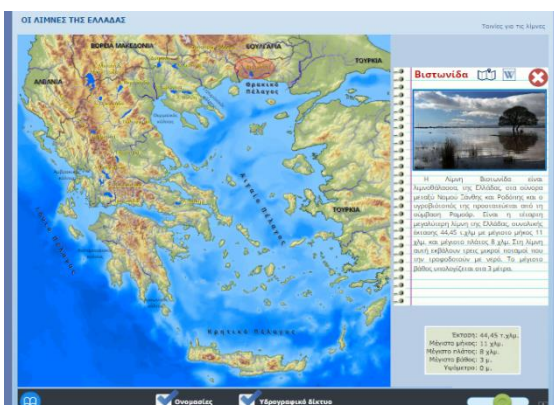 ΟΙ ΛΙΜΝΕΣ ΤΗΣ ΕΛΛΑΔΑΣ
Ταινίες για τις λίμνες
ΒΟΡΕΙΑ ΜΑΚΕΔΟΝΙΑ
ΒΟΥΛΓΑΡΙΑ
ΤΟΥΡΚΙΑ
ΑΛΒΑΝΙΑ
Θρακικό
Πέλαγος
Αιγαίο Πέλαγος
ΤΟΥΡΚΙΑ
Ιόνιο Πέλαγος
Κρητικό Πέλαγος
Βιστωνίδα
W
Η Λίμνη Βιστωνίδα είναι
λιμνοθάλασσα της Ελλάδας, στα σύνορα
μεταξύ Νομού Ξάνθης και Ροδόπης και ο
υγροβιότοπός της προστατεύεται από τη
σύμβαση Ραμσάρ. Είναι η τέταρτη
μεγαλύτερη λίμνη της Ελλάδας, συνολικής
έκτασης 44,45 τ.χλμ με μέγιστο μήκος 11
χλμ. και μέγιστο πλάτος 8 χλμ. Στη λίμνη
αυτή εκβάλουν τρεις μικροί ποταμοί που
την τροφοδοτούν με νερό. Το μέγιστο
βάθος υπολογίζεται στα 3 μέτρα.
Έκταση: 44,45 τ.χλμ.
Μέγιστο μήκος: 11 χλμ.
Μέγιστο πλάτος: 8 χλμ.
Μέγιστο βάθος: 3 μ.
Υψόμετρο: 0 μ.
Ονομασίες
Υδρογραφικό δίκτυο